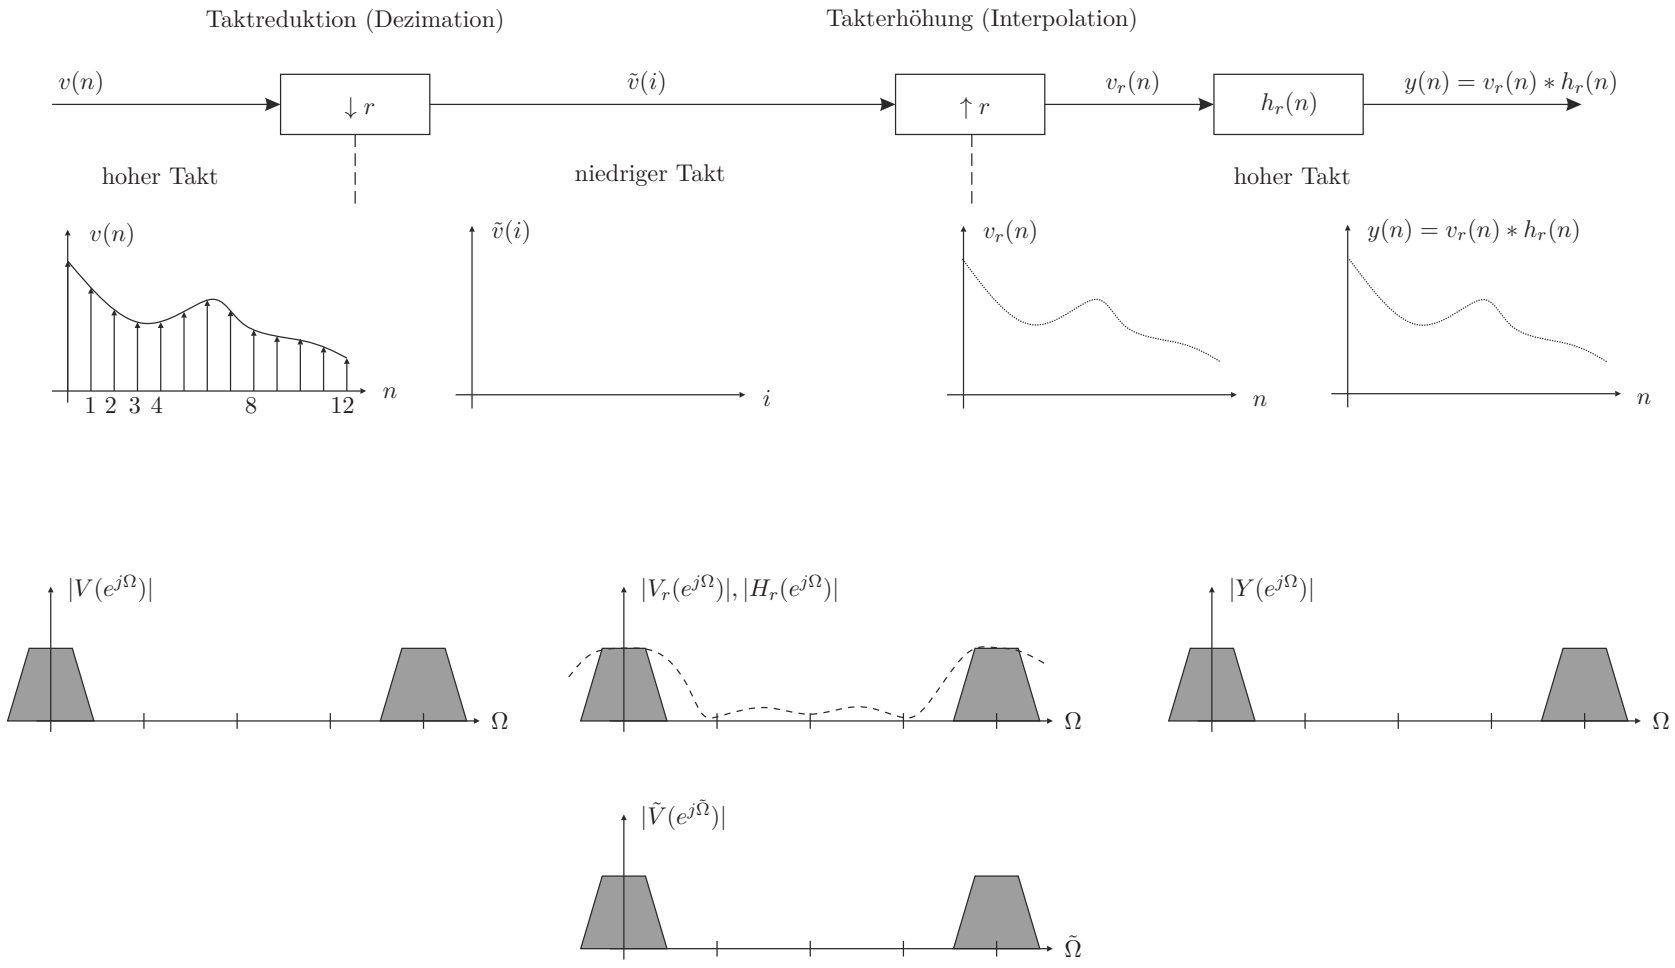 Taktreduktion (Dezimation)
Takterhöhung (Interpolation)
v(n)
↓ r
ṽ(i)
↑ r
v_r(n)
h_r(n)
y(n) = v_r(n) ∗ h_r(n)
hoher Takt
niedriger Takt
hoher Takt
v(n)
n
1 2 3 4 8 12
ṽ(i)
i
v_r(n)
n
y(n) = v_r(n) ∗ h_r(n)
n
|V(e^{jΩ})|
Ω
|V_r(e^{jΩ})|, |H_r(e^{jΩ})|
Ω
|Y(e^{jΩ})|
Ω
|Ṽ(e^{jΩ̃})|
Ω̃